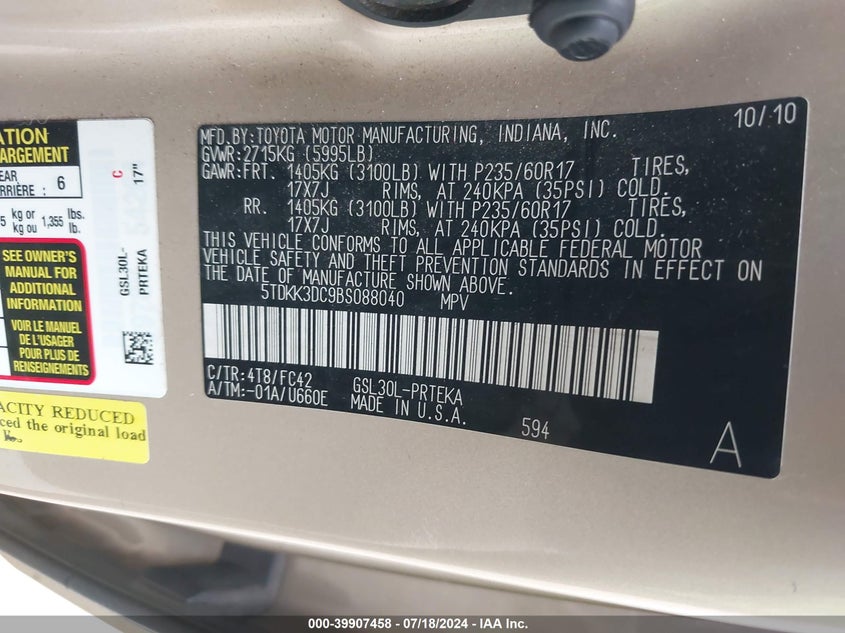 10/10
MFD.BY:TOYOTA MOTOR MANUFACTURING, INDIANA, INC.
GVWR:2715KG (5995LB)
GAWR:FRT. 1405KG (3100LB) WITH P235/60R17 TIRES,
17X7J RIMS, AT 240KPA (35PSI) COLD.
RR. 1405KG (3100LB) WITH P235/60R17 TIRES,
17X7J RIMS, AT 240KPA (35PSI) COLD.
THIS VEHICLE CONFORMS TO ALL APPLICABLE FEDERAL MOTOR
VEHICLE SAFETY AND THEFT PREVENTION STANDARDS IN EFFECT ON
THE DATE OF MANUFACTURE SHOWN ABOVE.
5TDKK3DC9BS088040 MPV
C/TR:4T8/FC42 GSL30L-PRTEKA
A/TM:-01A/U660E MADE IN U.S.A.
594
A
ATION
ARGEMENT
EAR
ARRIÈRE : 6
5 kg or 1,355 lbs.
kg ou lb.
SEE OWNER'S
MANUAL FOR
ADDITIONAL
INFORMATION
VOIR LE MANUEL
DE L'USAGER
POUR PLUS DE
RENSEIGNEMENTS
C
17"
GSL30L-
PRTEKA
ACITY REDUCED
ced the original load
000-39907458 - 07/18/2024 - IAA Inc.